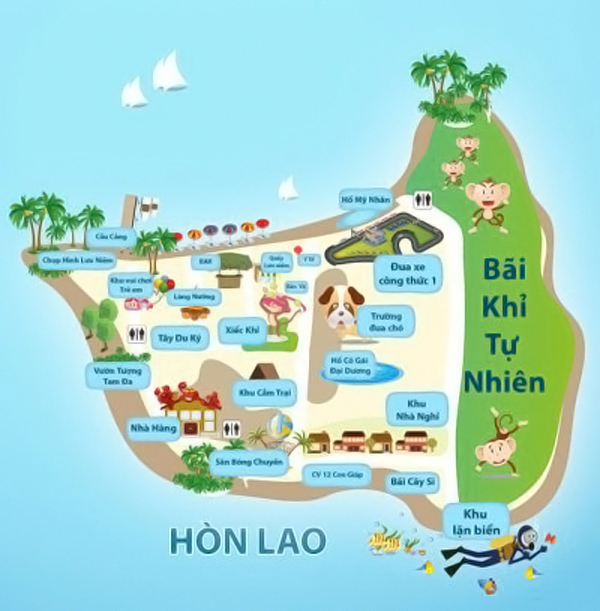 Hồ Mỹ Nhân
Cầu Cảng
Chụp Hình Lưu Niệm
BAR
Quầy
Lưu niệm
Y Tế
Đua xe
công thức 1
Khu vui chơi
Trẻ em
Làng Nướng
Bán Vé
Bãi
Khỉ
Tự
Nhiên
Tây Du Ký
Xiếc Khỉ
Trường
đua chó
Vườn Tượng
Tam Đa
Hồ Cô Gái
Đại Dương
Khu Cắm Trại
Khu
Nhà Nghỉ
Nhà Hàng
Sân Bóng Chuyền
CV 12 Con Giáp
Bãi Cây Si
Khu
lặn biển
HÒN LAO